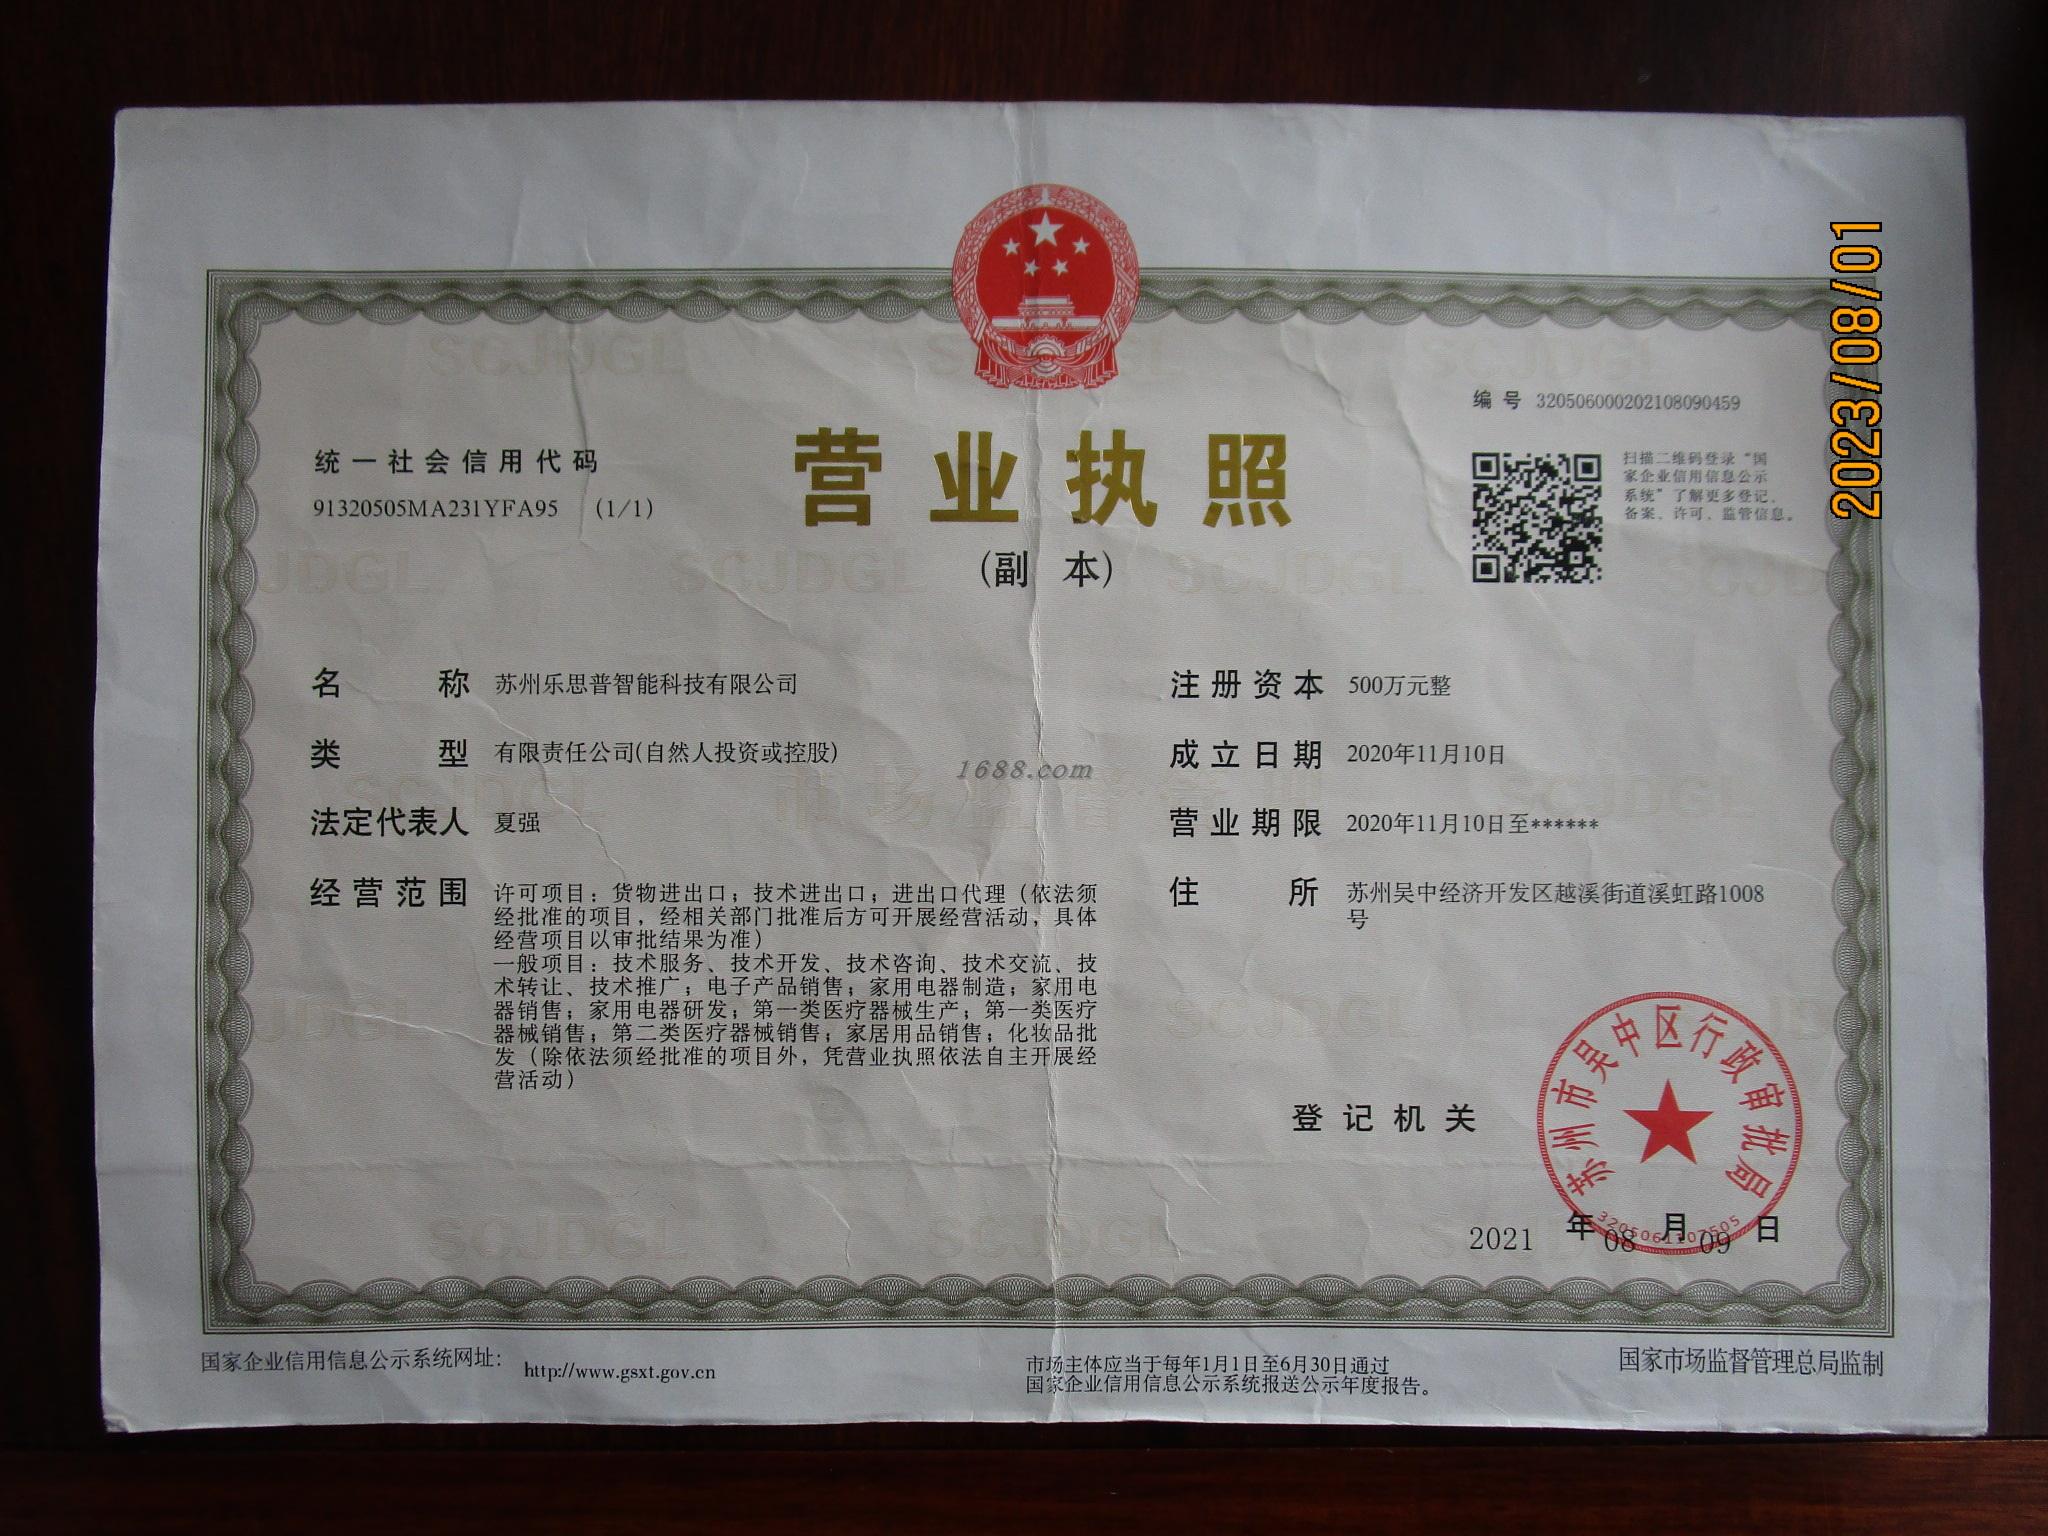 2023/08/01
编号 320506000202108090459
统一社会信用代码
91320505MA231YFA95 (1/1)
营业执照
(副 本)
扫描二维码登录“国
家企业信用信息公示
系统”了解更多登记、
备案、许可、监管信息。
名称 苏州乐思普智能科技有限公司
类型 有限责任公司(自然人投资或控股)
法定代表人 夏强
经营范围 许可项目：货物进出口；技术进出口；进出口代理（依法须
经批准的项目，经相关部门批准后方可开展经营活动，具体
经营项目以审批结果为准）
一般项目：技术服务、技术开发、技术咨询、技术交流、技
术转让、技术推广；电子产品销售；家用电器制造；家用电
器销售；家用电器研发；第一类医疗器械生产；第一类医疗
器械销售；第二类医疗器械销售；家居用品销售；化妆品批
发（除依法须经批准的项目外，凭营业执照依法自主开展经
营活动）
注册资本 500万元整
成立日期 2020年11月10日
营业期限 2020年11月10日至******
住所 苏州吴中经济开发区越溪街道溪虹路1008
号
1688.com
登记机关
苏州市吴中区行政审批局
3205061107505
2021 年 08 月 09 日
国家企业信用信息公示系统网址： http://www.gsxt.gov.cn
市场主体应当于每年1月1日至6月30日通过
国家企业信用信息公示系统报送公示年度报告。
国家市场监督管理总局监制